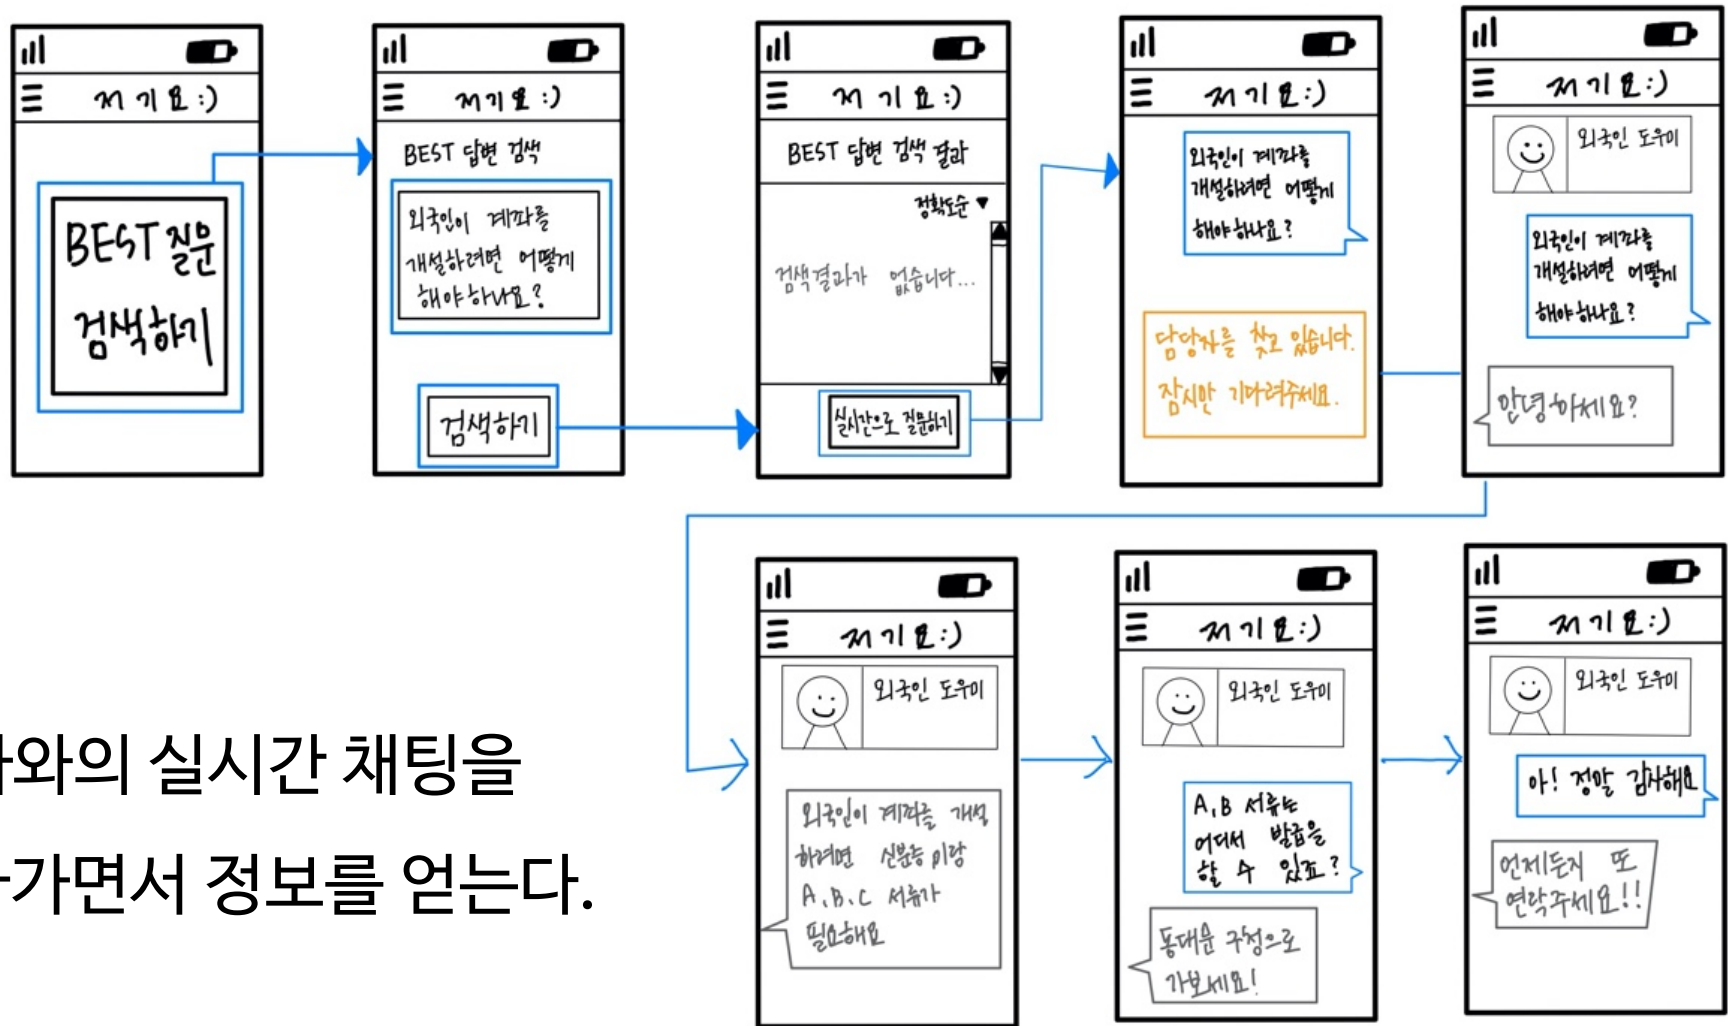 저기요:)
BEST 질문
검색하기
저기요:)
BEST 답변 검색
외국인이 계좌를
개설하려면 어떻게
해야하나요?
검색하기
저기요:)
BEST 답변 검색 결과
정확도순 ▼
검색결과가 없습니다...
실시간으로 질문하기
저기요:)
외국인이 계좌를
개설하려면 어떻게
해야하나요?
담당자를 찾고 있습니다.
잠시만 기다려주세요.
저기요:)
외국인 도우미
외국인이 계좌를
개설하려면 어떻게
해야하나요?
안녕하세요?
와의 실시간 채팅을
가면서 정보를 얻는다.
저기요:)
외국인 도우미
외국인이 계좌를 개설
하려면 신분증이랑
A.B.C 서류가
필요해요
저기요:)
외국인 도우미
A,B 서류는
어디서 발급을
할 수 있죠?
동대문 구청으로
가보세요!
저기요:)
외국인 도우미
아! 정말 감사해요
언제든지 또
연락주세요!!